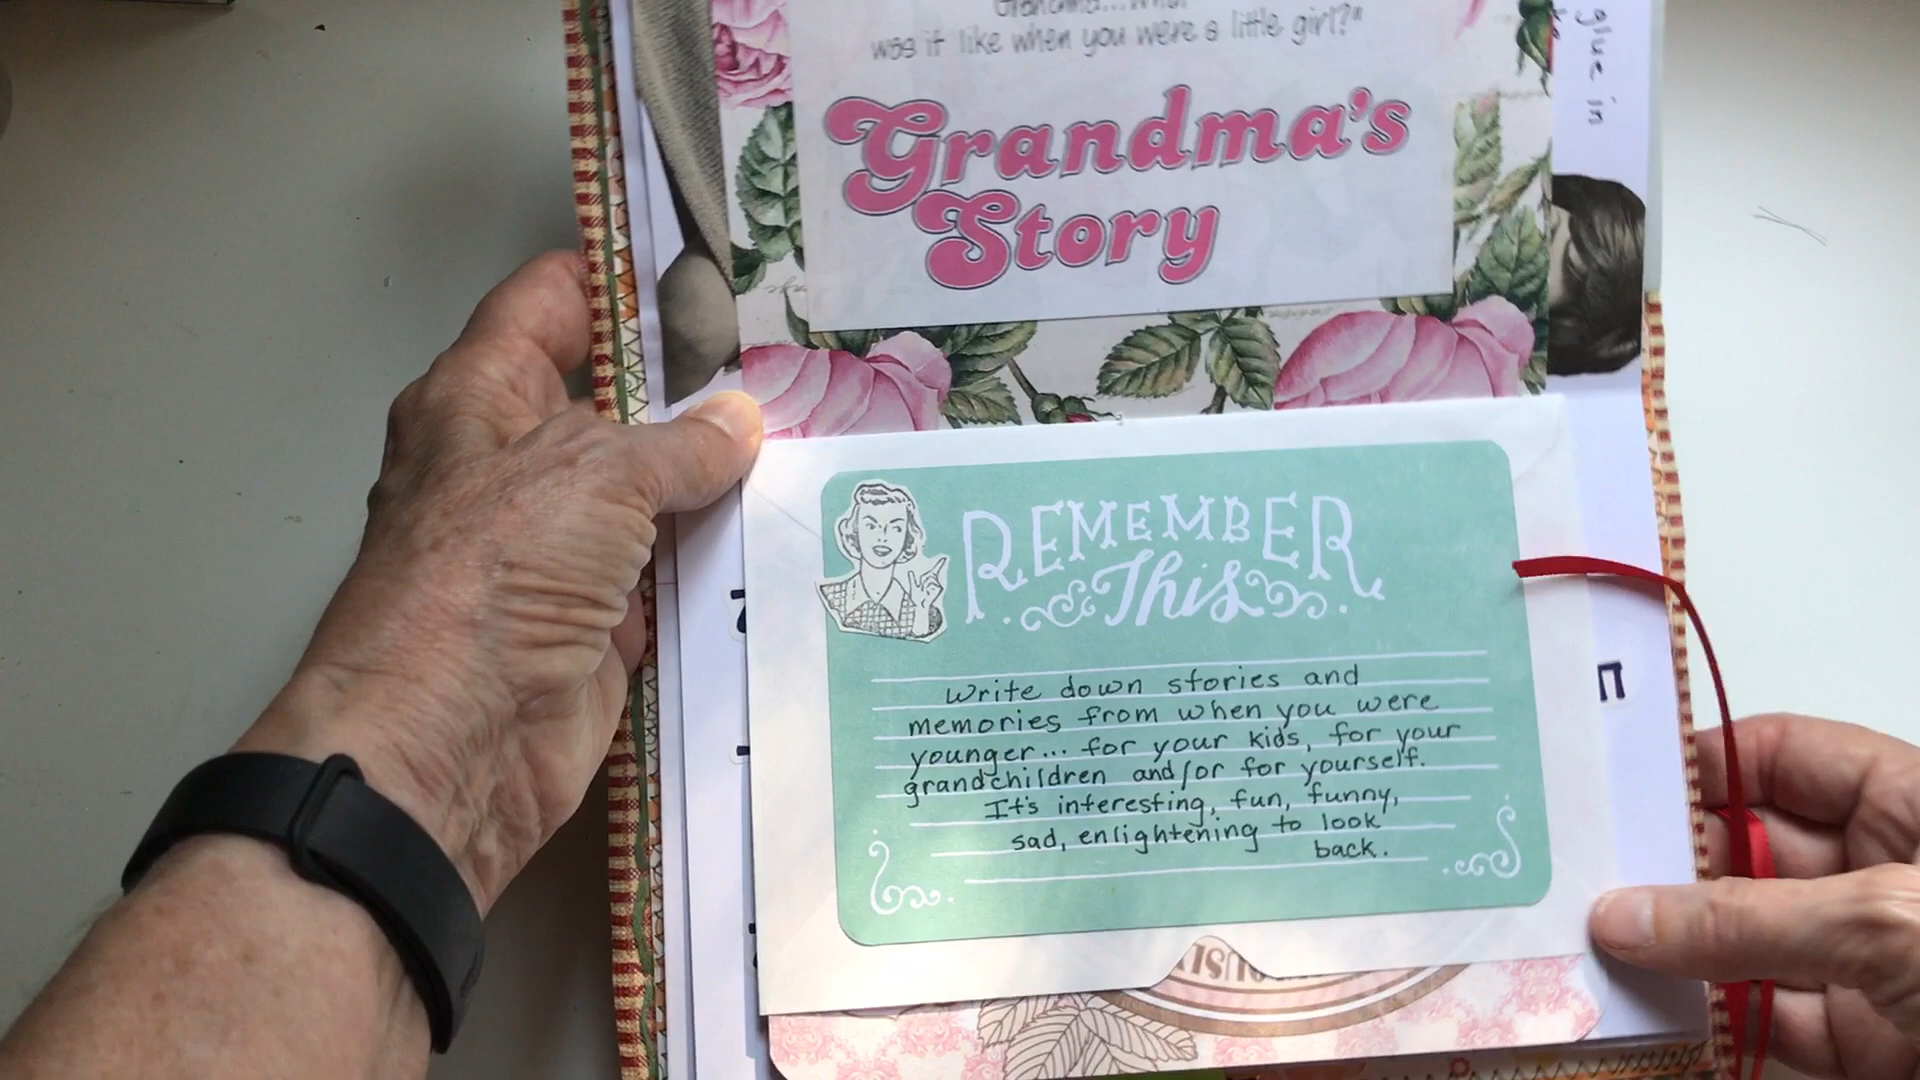 was it like when you were a little girl?"
Grandma's
Story
glue in
REMEMBER
This
Write down stories and
memories from when you were
younger... for your kids, for your
grandchildren and/or for yourself.
It's interesting, fun, funny,
sad, enlightening to look
back.